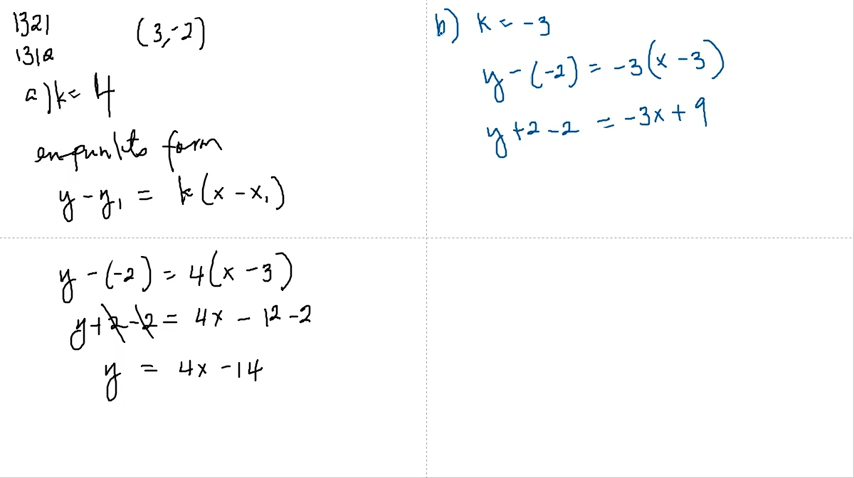 1321
1312
(3,-2)
a) k = 4
enpunkts form
y - y₁ = k(x - x₁)
y - (-2) = 4(x - 3)
y + 2 - 2 = 4x - 12 - 2
y = 4x - 14
b) k = -3
y - (-2) = -3(x - 3)
y + 2 - 2 = -3x + 9